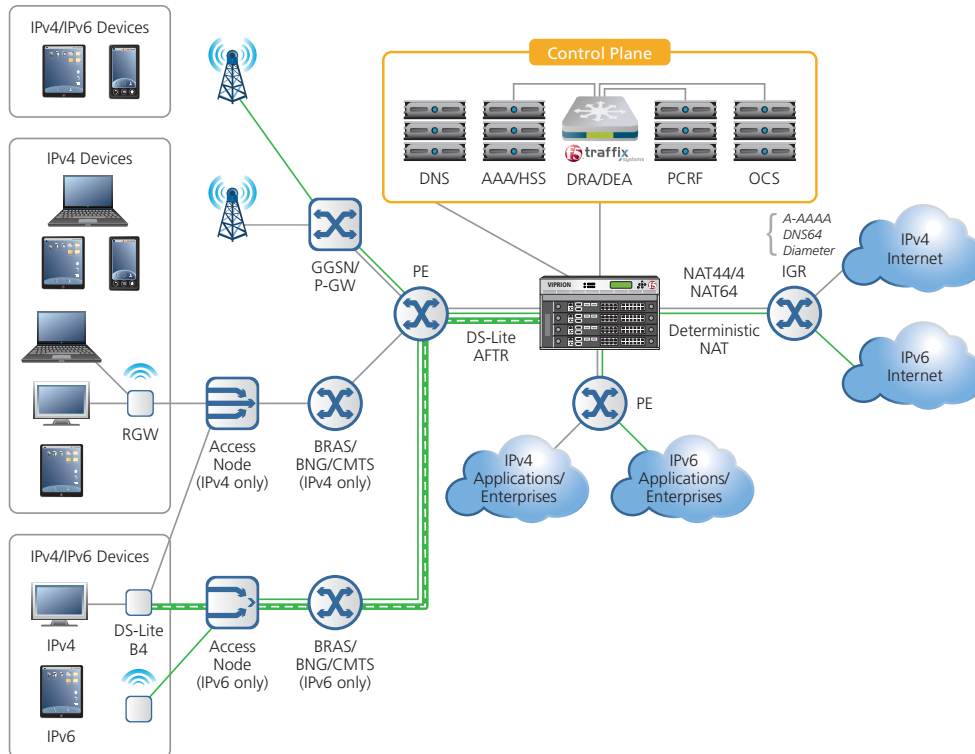 IPv4/IPv6 Devices
Control Plane
f5 traffix
systems
DNS
AAA/HSS
DRA/DEA
PCRF
OCS
IPv4 Devices
GGSN/
P-GW
PE
VIPRION
f5
DS-Lite
AFTR
NAT44/4
NAT64
Deterministic
NAT
A-AAAA
DNS64
Diameter
IGR
IPv4
Internet
IPv6
Internet
RGW
Access
Node
(IPv4 only)
BRAS/
BNG/CMTS
(IPv4 only)
PE
IPv4
Applications/
Enterprises
IPv6
Applications/
Enterprises
IPv4/IPv6 Devices
IPv4
DS-Lite
B4
Access
Node
(IPv6 only)
BRAS/
BNG/CMTS
(IPv6 only)
IPv6